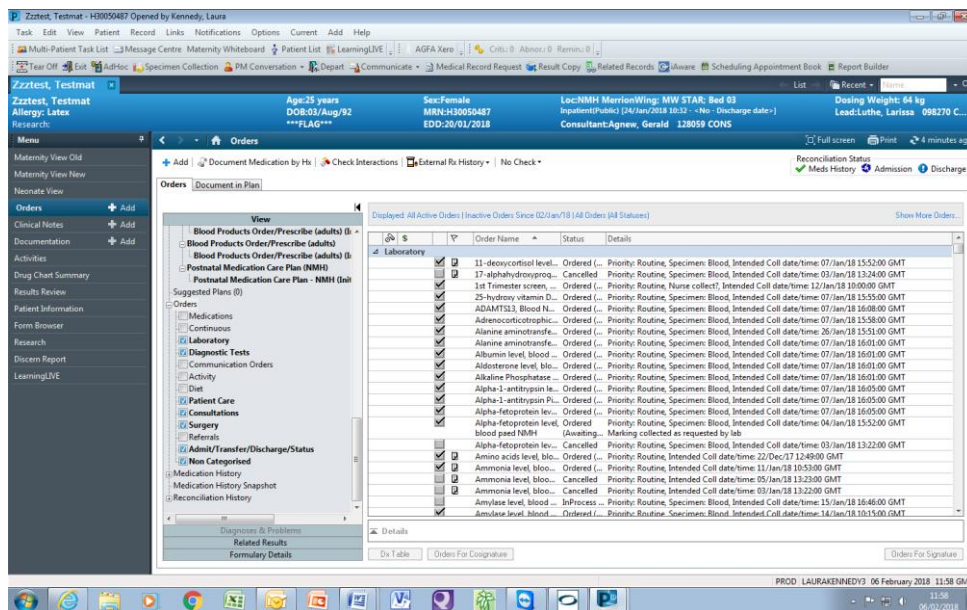 Zzztest, Testmat - H30050487 Opened by Kennedy, Laura
Task Edit View Patient Record Links Notifications Options Current Add Help
Multi-Patient Task List Message Centre Maternity Whiteboard Patient List LearningLIVE AGFA Xero Criti.: 0 Abnor.: 0 Remin.: 0
Tear Off Exit AdHoc Specimen Collection PM Conversation Depart Communicate Medical Record Request Result Copy Related Records iAware Scheduling Appointment Book Report Builder
Zzztest, Testmat List Recent Name
Zzztest, Testmat Age:25 years Sex:Female Loc:NMH MerrionWing: MW STAR: Bed 03 Dosing Weight: 64 kg
Allergy: Latex DOB:03/Aug/92 MRN:H30050487 Inpatient(Public) [24/Jan/2018 10:32 - <No - Discharge date>] Lead:Luthe, Larissa 098270 C...
Research: ***FLAG*** EDD:20/01/2018 Consultant:Agnew, Gerald 128059 CONS
Menu Orders Full screen Print 4 minutes ag
Maternity View Old
Maternity View New
Neonate View
Orders Add
Clinical Notes Add
Documentation Add
Activities
Drug Chart Summary
Results Review
Patient Information
Form Browser
Research
Discern Report
LearningLIVE
+ Add Document Medication by Hx Check Interactions External Rx History No Check
Reconciliation Status
Meds History Admission Discharge
Orders Document in Plan
View
Blood Products Order/Prescribe (adults) (I
Blood Products Order/Prescribe (adults)
Blood Products Order/Prescribe (adults) (I
Postnatal Medication Care Plan (NMH)
Postnatal Medication Care Plan - NMH (Init
Suggested Plans (0)
Orders
Medications
Continuous
Laboratory
Diagnostic Tests
Communication Orders
Activity
Diet
Patient Care
Consultations
Surgery
Referrals
Admit/Transfer/Discharge/Status
Non Categorised
Medication History
Medication History Snapshot
Reconciliation History
Diagnoses & Problems
Related Results
Formulary Details
Displayed: All Active Orders | Inactive Orders Since 02/Jan/18 | All Orders (All Statuses) Show More Orders...
$ Order Name Status Details
Laboratory
11-deoxycortisol level... Ordered (... Priority: Routine, Specimen: Blood, Intended Coll date/time: 07/Jan/18 15:52:00 GMT
17-alphahydroxyprog... Cancelled Priority: Routine, Specimen: Blood, Intended Coll date/time: 03/Jan/18 13:24:00 GMT
1st Trimester screen, ... Ordered (... Priority: Routine, Nurse collect?, Intended Coll date/time: 12/Jan/18 10:00:00 GMT
25-hydroxy vitamin D... Ordered (... Priority: Routine, Specimen: Blood, Intended Coll date/time: 07/Jan/18 15:55:00 GMT
ADAMTS13, Blood N... Ordered (... Priority: Routine, Specimen: Blood, Intended Coll date/time: 07/Jan/18 16:08:00 GMT
Adrenocorticotrophic... Ordered (... Priority: Routine, Specimen: Blood, Intended Coll date/time: 07/Jan/18 15:58:00 GMT
Alanine aminotransfe... Ordered (... Priority: Routine, Specimen: Blood, Intended Coll date/time: 26/Jan/18 15:51:00 GMT
Alanine aminotransfe... Ordered (... Priority: Routine, Specimen: Blood, Intended Coll date/time: 07/Jan/18 16:01:00 GMT
Albumin level, blood ... Ordered (... Priority: Routine, Specimen: Blood, Intended Coll date/time: 07/Jan/18 16:01:00 GMT
Aldosterone level, blo... Ordered (... Priority: Routine, Specimen: Blood, Intended Coll date/time: 07/Jan/18 16:01:00 GMT
Alkaline Phosphatase ... Ordered (... Priority: Routine, Specimen: Blood, Intended Coll date/time: 07/Jan/18 16:01:00 GMT
Alpha-1-antitrypsin le... Ordered (... Priority: Routine, Specimen: Blood, Intended Coll date/time: 07/Jan/18 16:05:00 GMT
Alpha-1-antitrypsin Pi... Ordered (... Priority: Routine, Specimen: Blood, Intended Coll date/time: 07/Jan/18 16:05:00 GMT
Alpha-fetoprotein lev... Ordered (... Priority: Routine, Specimen: Blood, Intended Coll date/time: 07/Jan/18 16:05:00 GMT
Alpha-fetoprotein level, Ordered Priority: Routine, Specimen: Blood, Intended Coll date/time: 04/Jan/18 15:52:00 GMT
blood paed NMH (Awaiting... Marking collected as requested by lab
Alpha-fetoprotein lev... Cancelled Priority: Routine, Specimen: Blood, Intended Coll date/time: 03/Jan/18 13:22:00 GMT
Amino acids level, blo... Ordered (... Priority: Routine, Intended Coll date/time: 22/Dec/17 12:49:00 GMT
Ammonia level, bloo... Ordered (... Priority: Routine, Intended Coll date/time: 11/Jan/18 10:53:00 GMT
Ammonia level, bloo... Cancelled Priority: Routine, Intended Coll date/time: 05/Jan/18 13:23:00 GMT
Ammonia level, bloo... Cancelled Priority: Routine, Intended Coll date/time: 03/Jan/18 13:22:00 GMT
Amylase level, blood ... InProcess ... Priority: Routine, Intended Coll date/time: 15/Jan/18 16:46:00 GMT
Amylase level, blood ... Ordered (... Priority: Routine, Intended Coll date/time: 14/Jan/18 10:15:00 GMT
Details
Dx Table Orders For Cosignature Orders For Signature
PROD LAURAKENNEDY3 06 February 2018 11:58 GM
11:58
06/02/2018